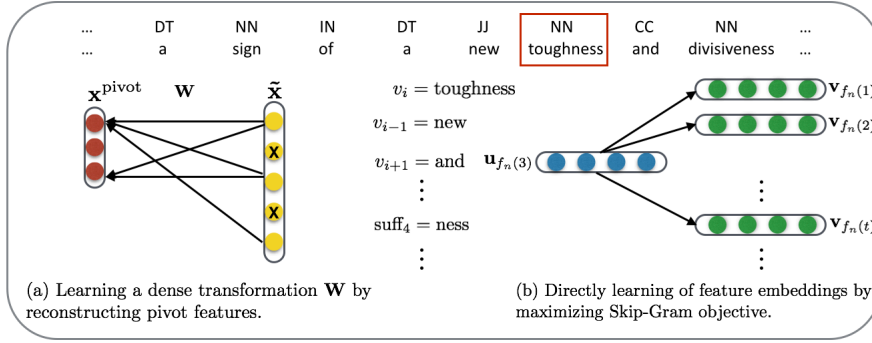 ... DT NN IN DT JJ NN CC NN ...
... a sign of a new toughness and divisiveness ...
x^pivot W x̃
X
X
v_i = toughness
v_{i−1} = new
v_{i+1} = and
⋮
suff_4 = ness
⋮
u_{f_n(3)}
v_{f_n(1)}
v_{f_n(2)}
⋮
v_{f_n(t)}
⋮
(a) Learning a dense transformation W by
reconstructing pivot features.
(b) Directly learning of feature embeddings by
maximizing Skip-Gram objective.